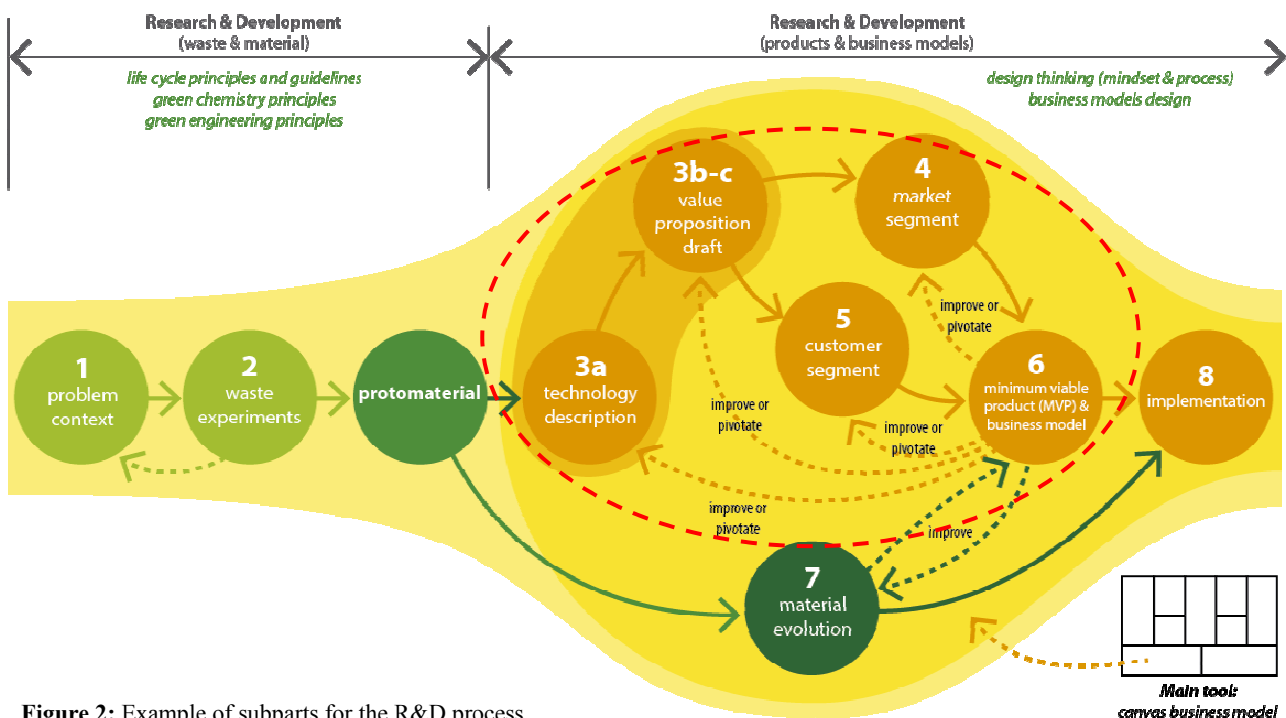 Research & Development
(waste & material)
life cycle principles and guidelines
green chemistry principles
green engineering principles
Research & Development
(products & business models)
design thinking (mindset & process)
business models design
1
problem
context
2
waste
experiments
protomaterial
3a
technology
description
3b-c
value
proposition
draft
4
market
segment
5
customer
segment
6
minimum viable
product (MVP) &
business model
8
implementation
improve or
pivotate
improve or
pivotate
improve or
pivotate
improve or
pivotate
improve
7
material
evolution
Main tool:
canvas business model
Figure 2: Example of subparts for the R&D process